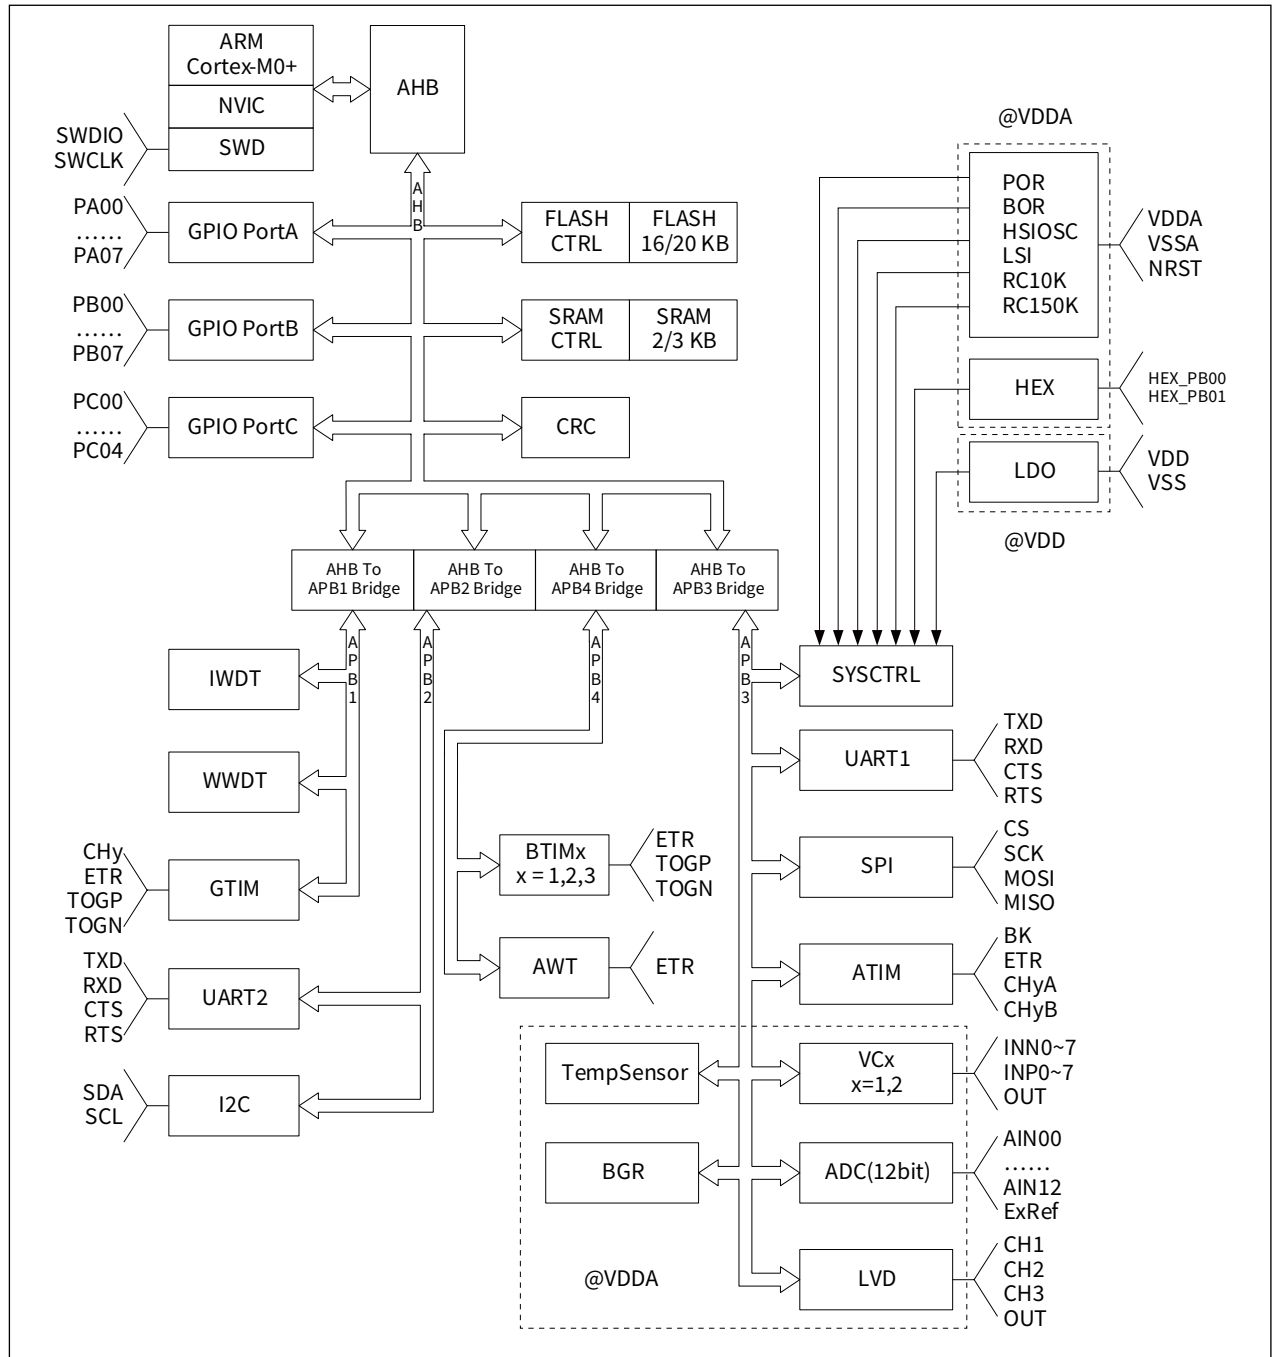 ARM
Cortex-M0+
NVIC
SWD
AHB
SWDIO
SWCLK
AHB
PA00
......
PA07
GPIO PortA
FLASH
CTRL
FLASH
16/20 KB
PB00
......
PB07
GPIO PortB
SRAM
CTRL
SRAM
2/3 KB
PC00
......
PC04
GPIO PortC
CRC
@VDDA
POR
BOR
HSIOSC
LSI
RC10K
RC150K
VDDA
VSSA
NRST
HEX
HEX_PB00
HEX_PB01
LDO
VDD
VSS
@VDD
AHB To
APB1 Bridge
AHB To
APB2 Bridge
AHB To
APB4 Bridge
AHB To
APB3 Bridge
APB1
APB2
APB4
APB3
IWDT
WWDT
CHy
ETR
TOGP
TOGN
GTIM
TXD
RXD
CTS
RTS
UART2
SDA
SCL
I2C
BTIMx
x = 1,2,3
ETR
TOGP
TOGN
AWT
ETR
SYSCTRL
UART1
TXD
RXD
CTS
RTS
SPI
CS
SCK
MOSI
MISO
ATIM
BK
ETR
CHyA
CHyB
TempSensor
VCx
x=1,2
INN0~7
INP0~7
OUT
BGR
ADC(12bit)
AIN00
......
AIN12
ExRef
@VDDA
LVD
CH1
CH2
CH3
OUT